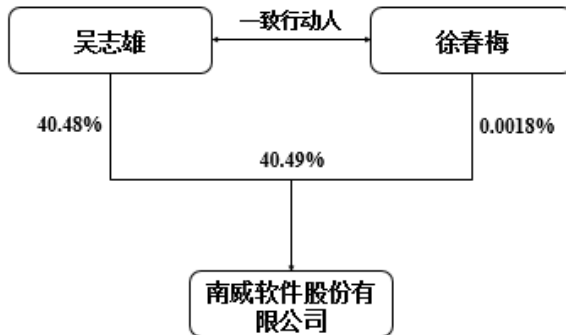 一致行动人
吴志雄
徐春梅
40.48%
0.0018%
40.49%
南威软件股份有
限公司